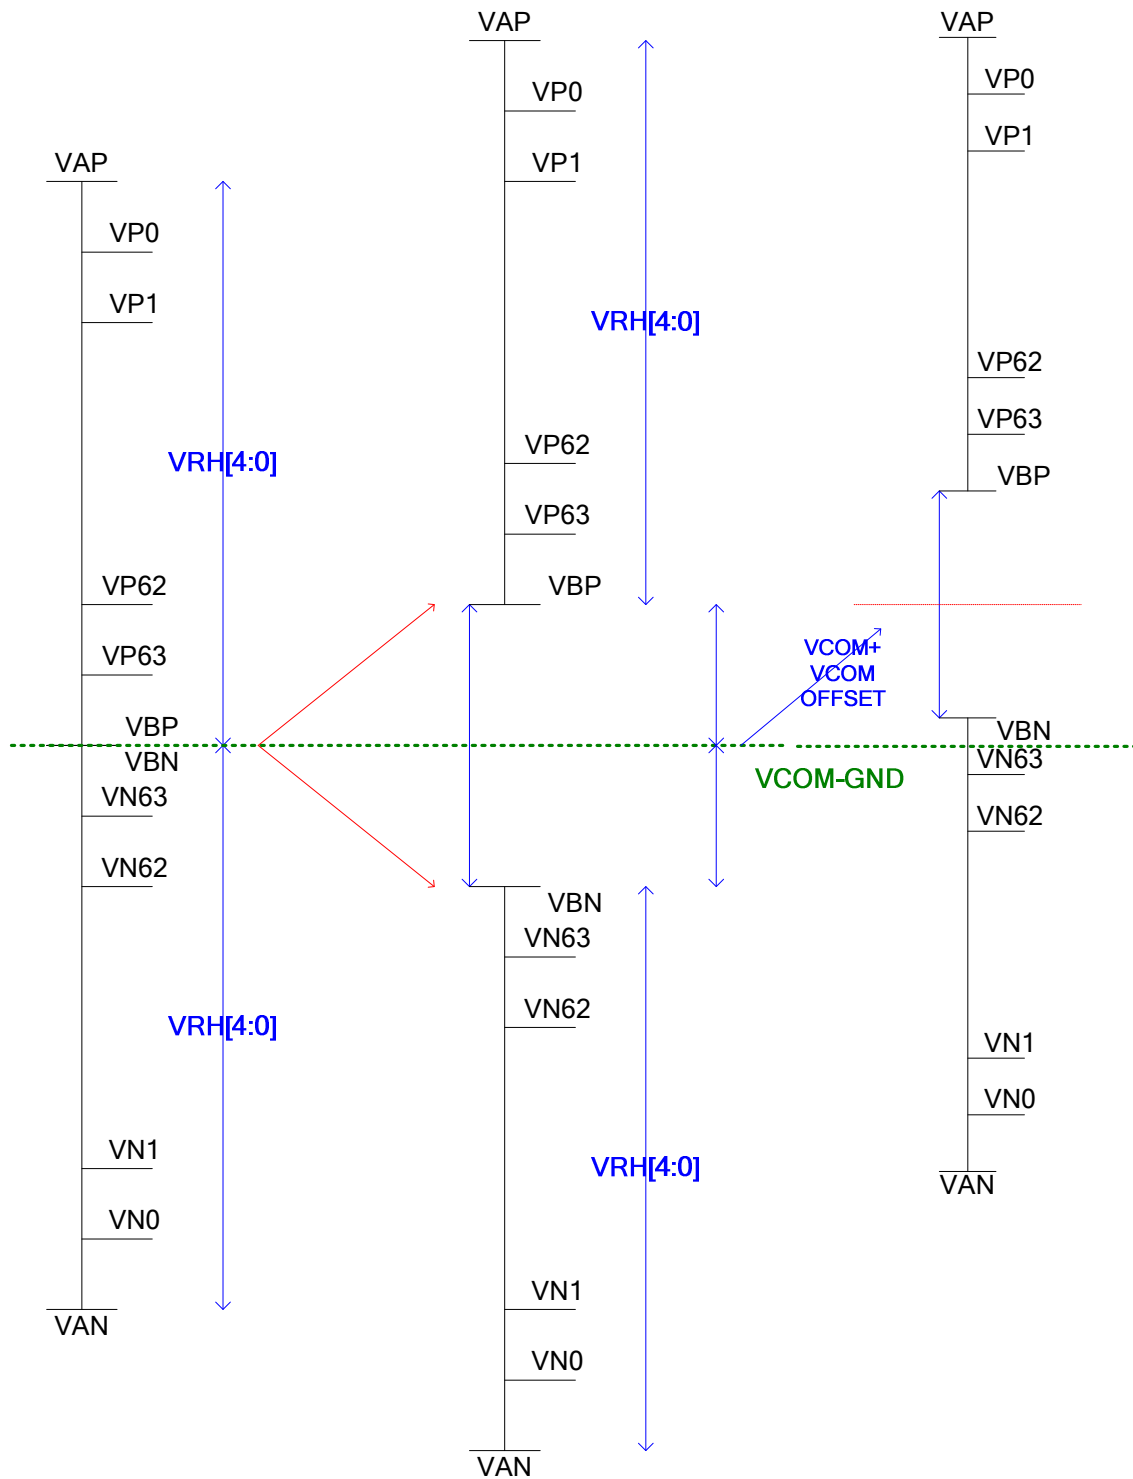 VAP
VP0
VP1
VRH[4:0]
VP62
VP63
VBP
VBN
VN63
VN62
VRH[4:0]
VN1
VN0
VAN
VAP
VP0
VP1
VRH[4:0]
VP62
VP63
VBP
VBN
VN63
VN62
VRH[4:0]
VN1
VN0
VAN
VCOM+
VCOM
OFFSET
VCOM-GND
VAP
VP0
VP1
VP62
VP63
VBP
VBN
VN63
VN62
VN1
VN0
VAN